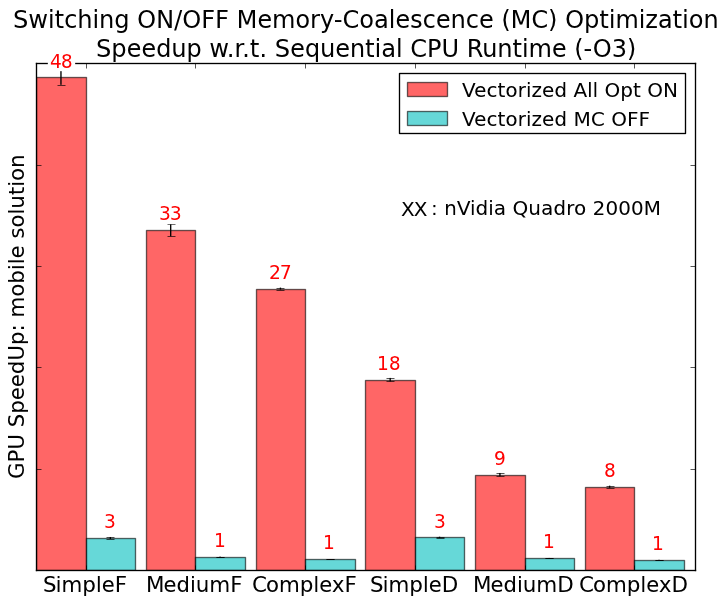 Switching ON/OFF Memory-Coalescence (MC) Optimization
Speedup w.r.t. Sequential CPU Runtime (-O3)
48
Vectorized All Opt ON
Vectorized MC OFF
XX : nVidia Quadro 2000M
33
27
18
9
8
3
1
1
3
1
1
GPU SpeedUp: mobile solution
SimpleF MediumF ComplexF SimpleD MediumD ComplexD